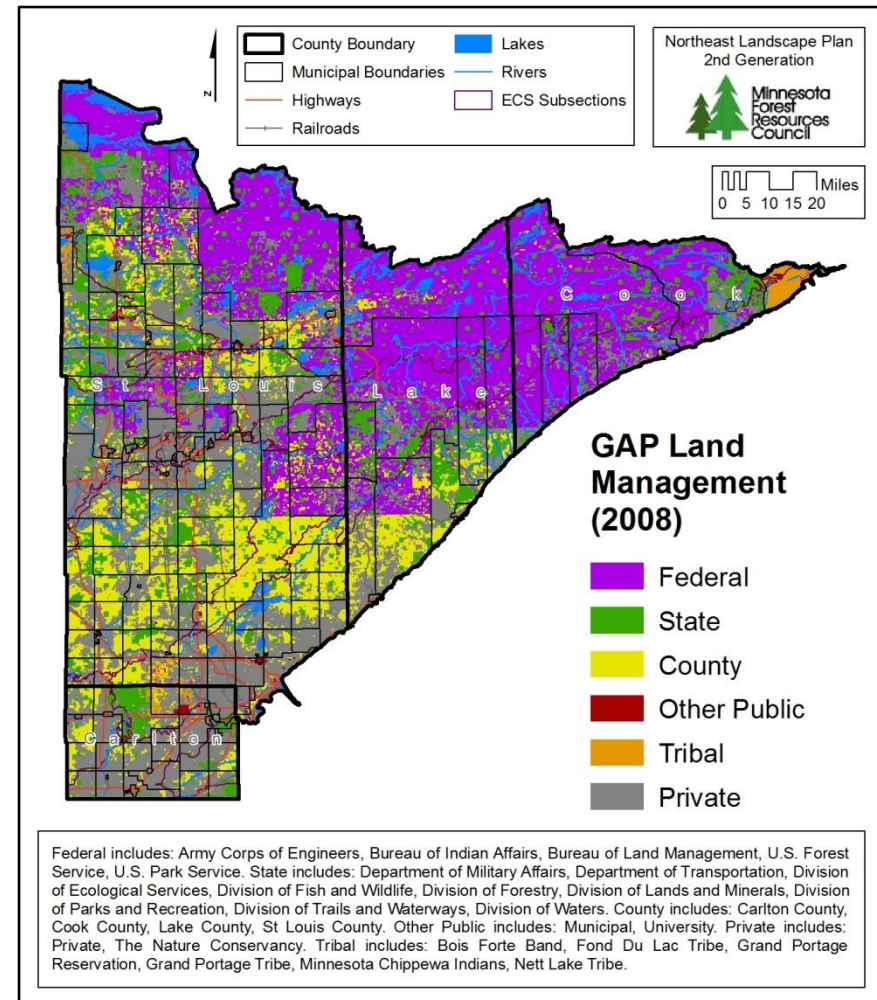 County Boundary
Municipal Boundaries
Highways
Railroads
Lakes
Rivers
ECS Subsections
N
Northeast Landscape Plan
2nd Generation
Minnesota
Forest
Resources
Council
Miles
0 5 10 15 20
Cook
St. Louis
Lake
Carlton
GAP Land
Management
(2008)
Federal
State
County
Other Public
Tribal
Private
Federal includes: Army Corps of Engineers, Bureau of Indian Affairs, Bureau of Land Management, U.S. Forest
Service, U.S. Park Service. State includes: Department of Military Affairs, Department of Transportation, Division
of Ecological Services, Division of Fish and Wildlife, Division of Forestry, Division of Lands and Minerals, Division
of Parks and Recreation, Division of Trails and Waterways, Division of Waters. County includes: Carlton County,
Cook County, Lake County, St Louis County. Other Public includes: Municipal, University. Private includes:
Private, The Nature Conservancy. Tribal includes: Bois Forte Band, Fond Du Lac Tribe, Grand Portage
Reservation, Grand Portage Tribe, Minnesota Chippewa Indians, Nett Lake Tribe.